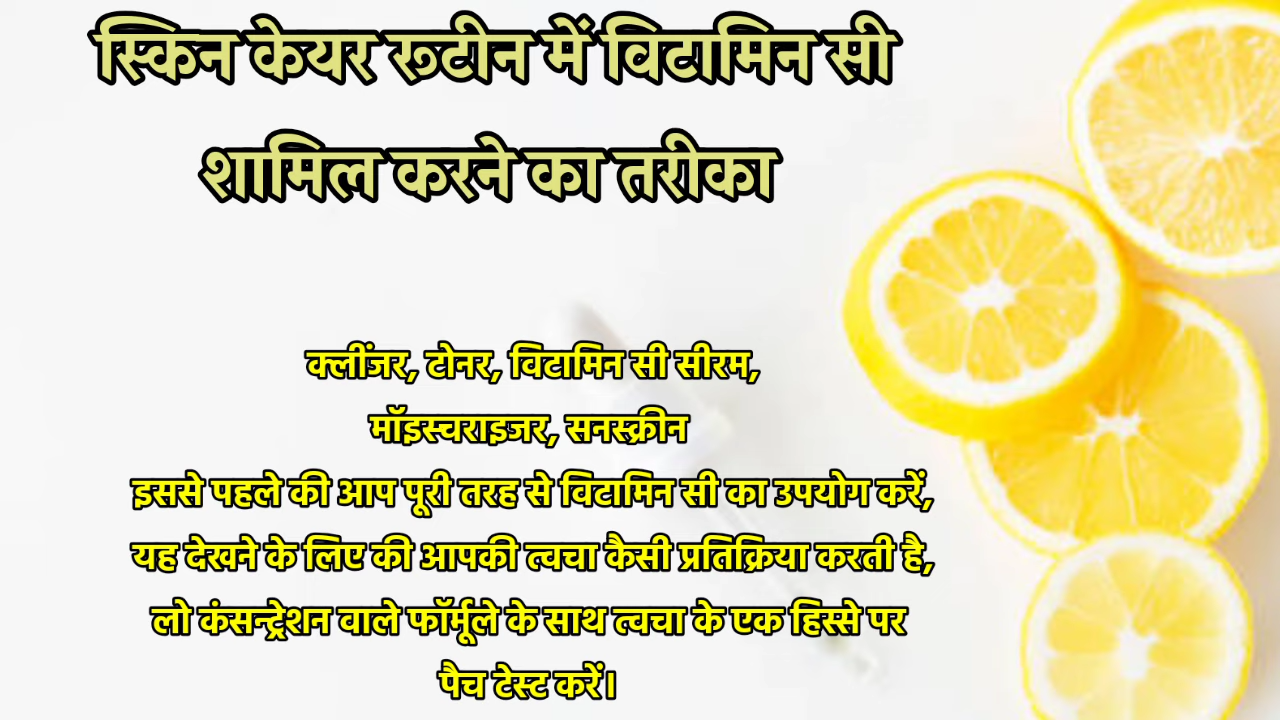 स्किन केयर रूटीन में विटामिन सी
शामिल करने का तरीका
क्लींजर, टोनर, विटामिन सी सीरम,
मॉइस्चराइजर, सनस्क्रीन
इससे पहले की आप पूरी तरह से विटामिन सी का उपयोग करें,
यह देखने के लिए की आपकी त्वचा कैसी प्रतिक्रिया करती है,
लो कंसन्ट्रेशन वाले फॉर्मूले के साथ त्वचा के एक हिस्से पर
पैच टेस्ट करें।